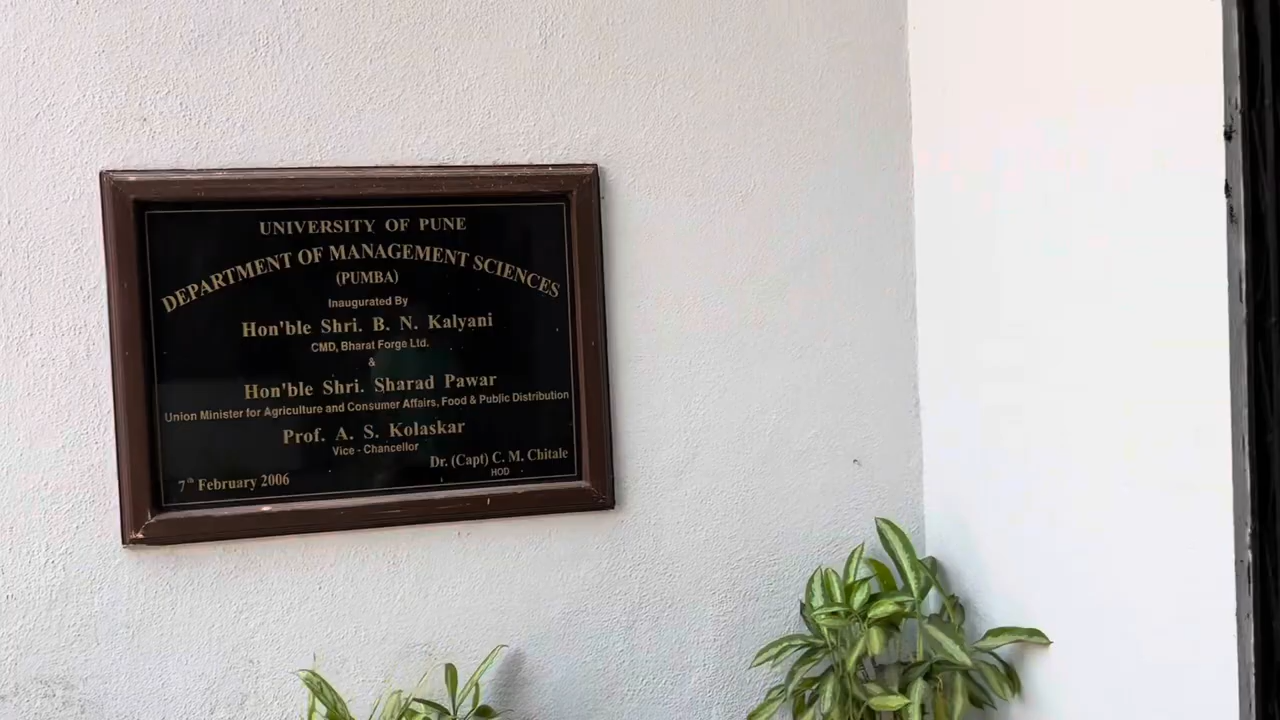 UNIVERSITY OF PUNE
DEPARTMENT OF MANAGEMENT SCIENCES
(PUMBA)
Inaugurated By
Hon'ble Shri. B. N. Kalyani
CMD, Bharat Forge Ltd.
&
Hon'ble Shri. Sharad Pawar
Union Minister for Agriculture and Consumer Affairs, Food & Public Distribution
Prof. A. S. Kolaskar
Vice - Chancellor
Dr. (Capt) C. M. Chitale
HOD
7th February 2006